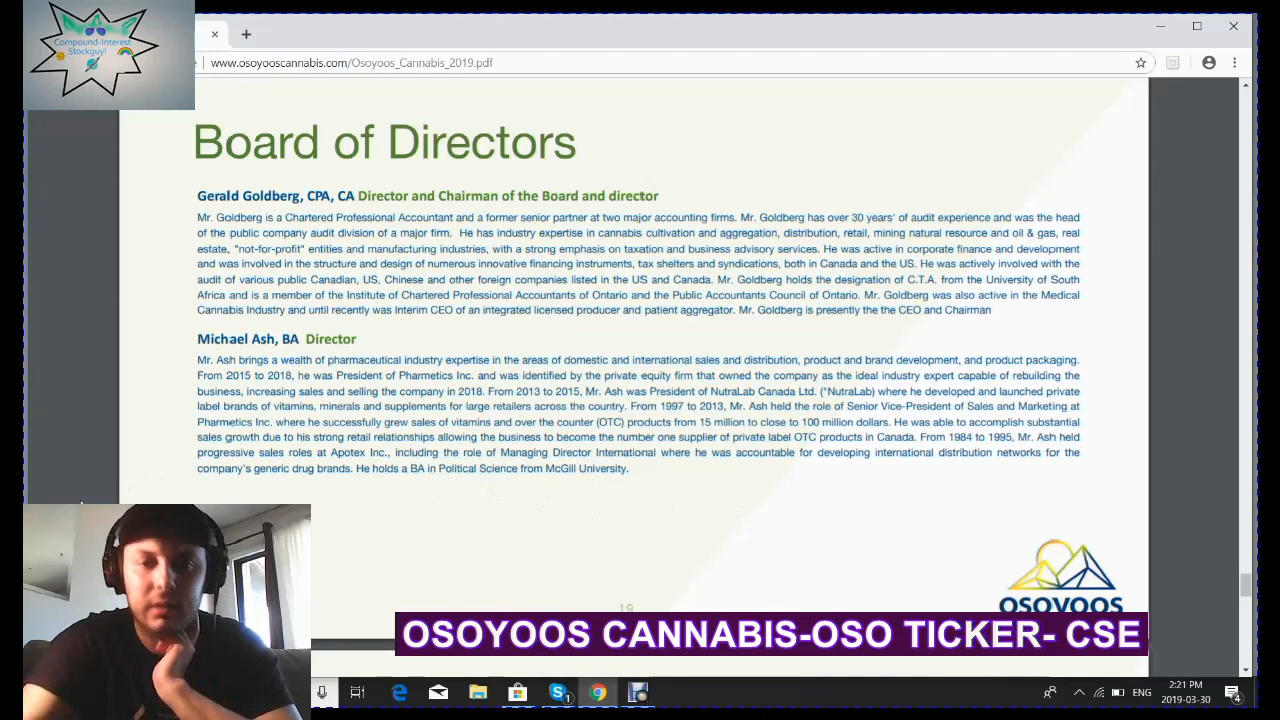 Compound-Interest
Stockguy!
www.osoyooscannabis.com/Osoyoos_Cannabis_2019.pdf
Board of Directors
Gerald Goldberg, CPA, CA Director and Chairman of the Board and director
Mr. Goldberg is a Chartered Professional Accountant and a former senior partner at two major accounting firms. Mr. Goldberg has over 30 years' of audit experience and was the head
of the public company audit division of a major firm. He has industry expertise in cannabis cultivation and aggregation, distribution, retail, mining natural resource and oil & gas, real
estate, "not-for-profit" entities and manufacturing industries, with a strong emphasis on taxation and business advisory services. He was active in corporate finance and development
and was involved in the structure and design of numerous innovative financing instruments, tax shelters and syndications, both in Canada and the US. He was actively involved with the
audit of various public Canadian, US, Chinese and other foreign companies listed in the US and Canada. Mr. Goldberg holds the designation of C.T.A. from the University of South
Africa and is a member of the Institute of Chartered Professional Accountants of Ontario and the Public Accountants Council of Ontario. Mr. Goldberg was also active in the Medical
Cannabis Industry and until recently was Interim CEO of an integrated licensed producer and patient aggregator. Mr. Goldberg is presently the the CEO and Chairman
Michael Ash, BA Director
Mr. Ash brings a wealth of pharmaceutical industry expertise in the areas of domestic and international sales and distribution, product and brand development, and product packaging.
From 2015 to 2018, he was President of Pharmetics Inc. and was identified by the private equity firm that owned the company as the ideal industry expert capable of rebuilding the
business, increasing sales and selling the company in 2018. From 2013 to 2015, Mr. Ash was President of NutraLab Canada Ltd. ("NutraLab) where he developed and launched private
label brands of vitamins, minerals and supplements for large retailers across the country. From 1997 to 2013, Mr. Ash held the role of Senior Vice-President of Sales and Marketing at
Pharmetics Inc. where he successfully grew sales of vitamins and over the counter (OTC) products from 15 million to close to 100 million dollars. He was able to accomplish substantial
sales growth due to his strong retail relationships allowing the business to become the number one supplier of private label OTC products in Canada. From 1984 to 1995, Mr. Ash held
progressive sales roles at Apotex Inc., including the role of Managing Director International where he was accountable for developing international distribution networks for the
company's generic drug brands. He holds a BA in Political Science from McGill University.
19
OSOYOOS
OSOYOOS CANNABIS-OSO TICKER- CSE
1
ENG
2:21 PM
2019-03-30
4